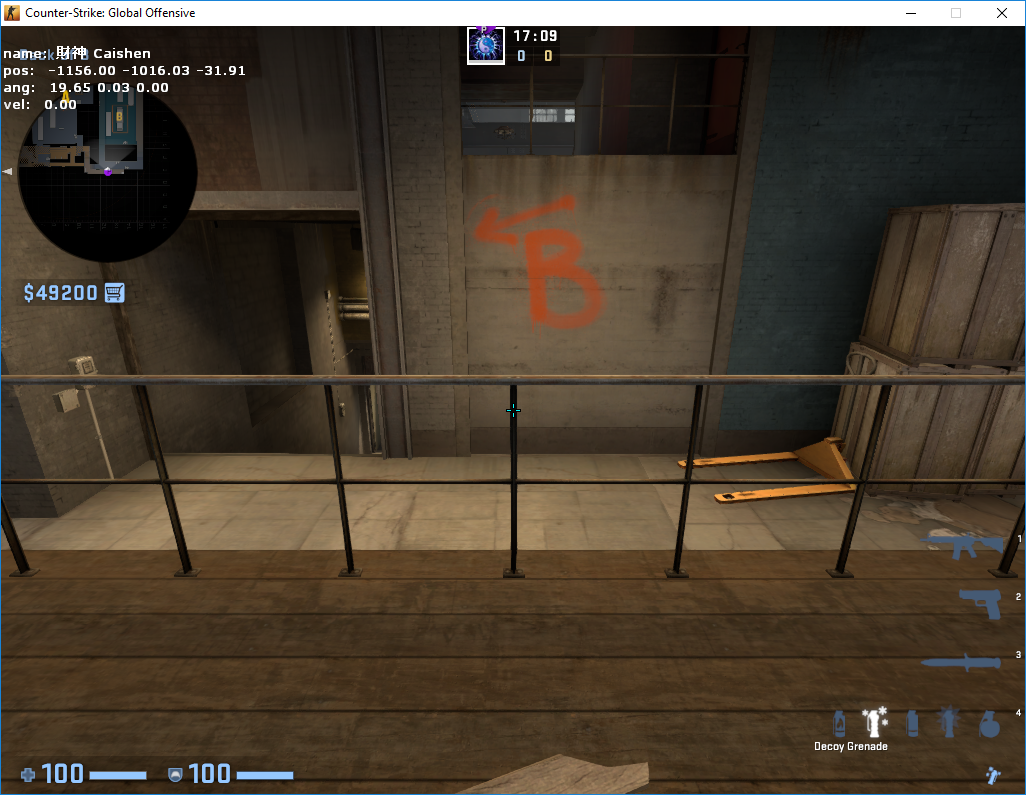 Counter-Strike: Global Offensive
name: 財神 Caishen
pos: -1156.00 -1016.03 -31.91
ang: 19.65 0.03 0.00
vel: 0.00
17:09
0 0
A
B
$49200
B
1
2
3
4
Decoy Grenade
100 100